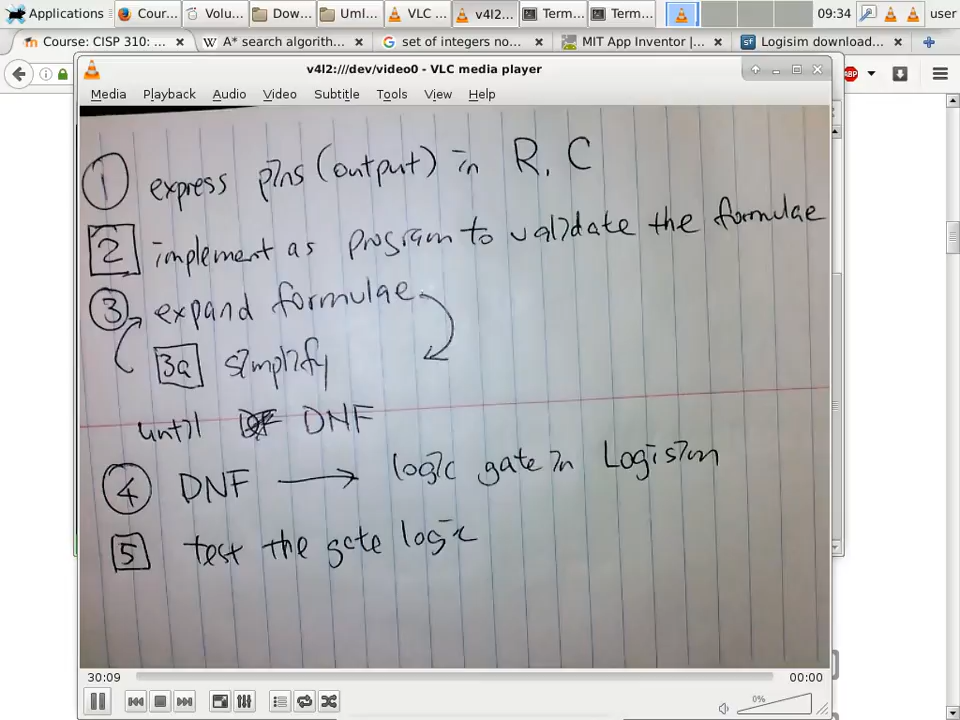 Applications
Cour...
Volu...
Dow...
Uml...
VLC ...
v4l2...
Term...
Term...
09:34
user
Course: CISP 310: ...
W A* search algorith...
G set of integers no...
MIT App Inventor | ...
sf Logisim download...
ABP
v4l2:///dev/video0 - VLC media player
Media Playback Audio Video Subtitle Tools View Help
1 express pins (output) in R, C
2 implement as program to validate the formulae
3 expand formulae
3a simplify
until DNF
4 DNF → logic gate in Logisim
5 test the gate logic
30:09
00:00
0%